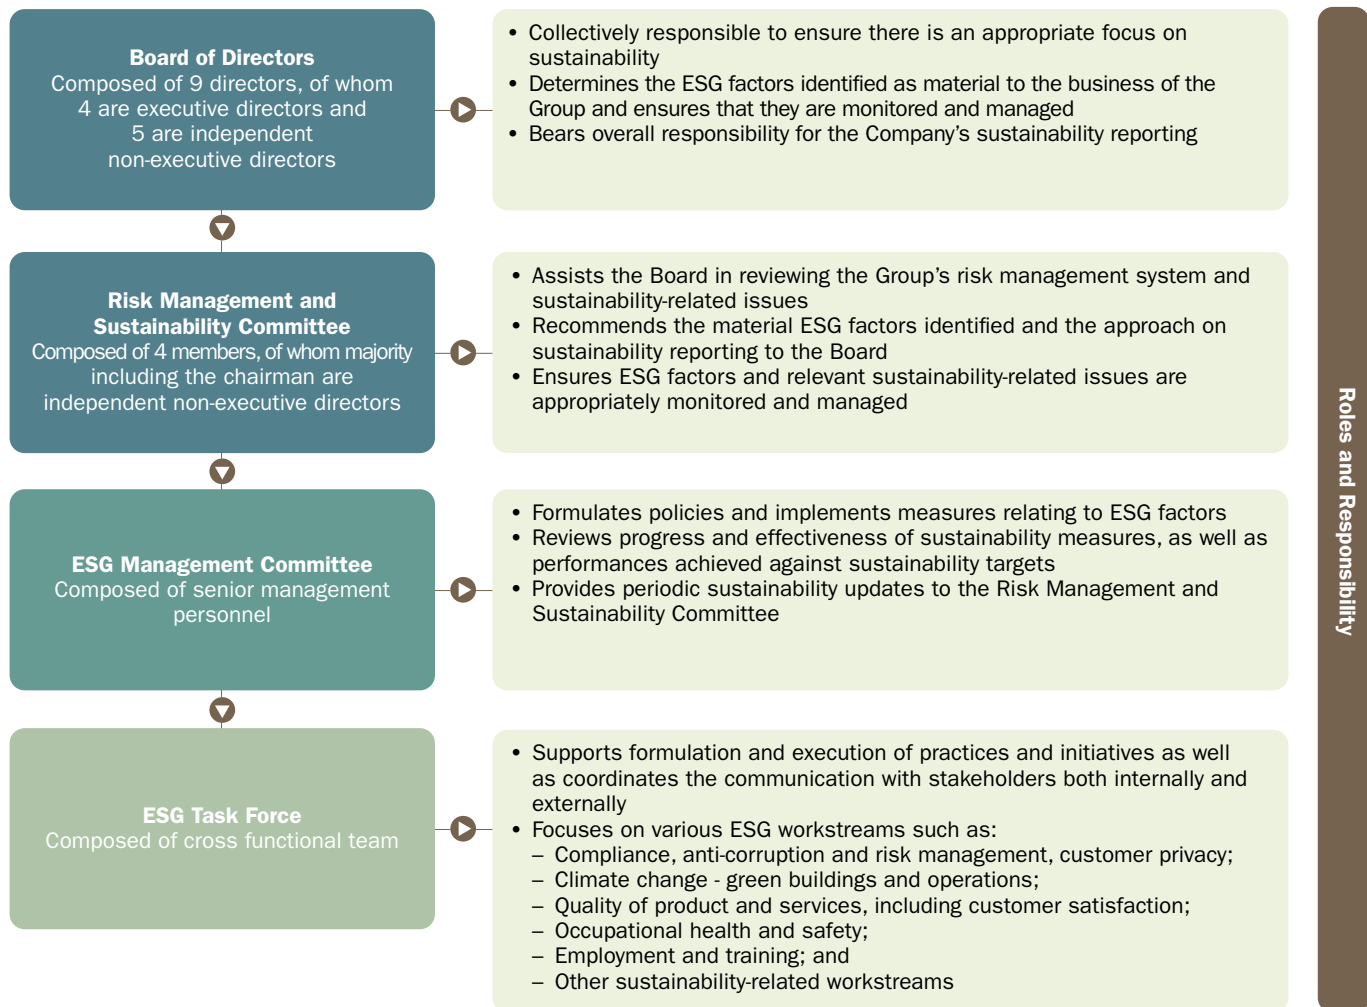 Board of Directors
Composed of 9 directors, of whom
4 are executive directors and
5 are independent
non-executive directors
• Collectively responsible to ensure there is an appropriate focus on
sustainability
• Determines the ESG factors identified as material to the business of the
Group and ensures that they are monitored and managed
• Bears overall responsibility for the Company’s sustainability reporting
Risk Management and
Sustainability Committee
Composed of 4 members, of whom majority
including the chairman are
independent non-executive directors
• Assists the Board in reviewing the Group’s risk management system and
sustainability-related issues
• Recommends the material ESG factors identified and the approach on
sustainability reporting to the Board
• Ensures ESG factors and relevant sustainability-related issues are
appropriately monitored and managed
ESG Management Committee
Composed of senior management
personnel
• Formulates policies and implements measures relating to ESG factors
• Reviews progress and effectiveness of sustainability measures, as well as
performances achieved against sustainability targets
• Provides periodic sustainability updates to the Risk Management and
Sustainability Committee
ESG Task Force
Composed of cross functional team
• Supports formulation and execution of practices and initiatives as well
as coordinates the communication with stakeholders both internally and
externally
• Focuses on various ESG workstreams such as:
– Compliance, anti-corruption and risk management, customer privacy;
– Climate change - green buildings and operations;
– Quality of product and services, including customer satisfaction;
– Occupational health and safety;
– Employment and training; and
– Other sustainability-related workstreams
Roles and Responsibility